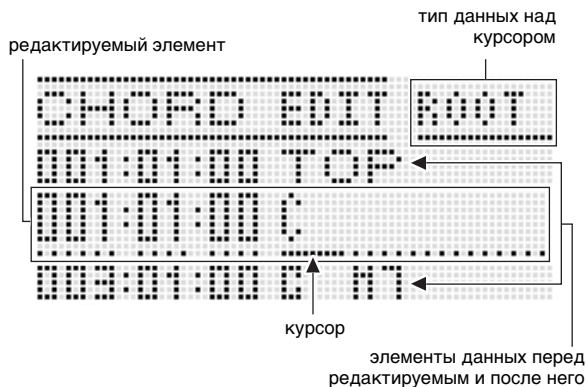 тип данных над
курсором
редактируемый элемент
CHORD EDIT ROOT
001:01:00 TOP
001:01:00 C
003:01:00 G M7
курсор
элементы данных перед
редактируемым и после него